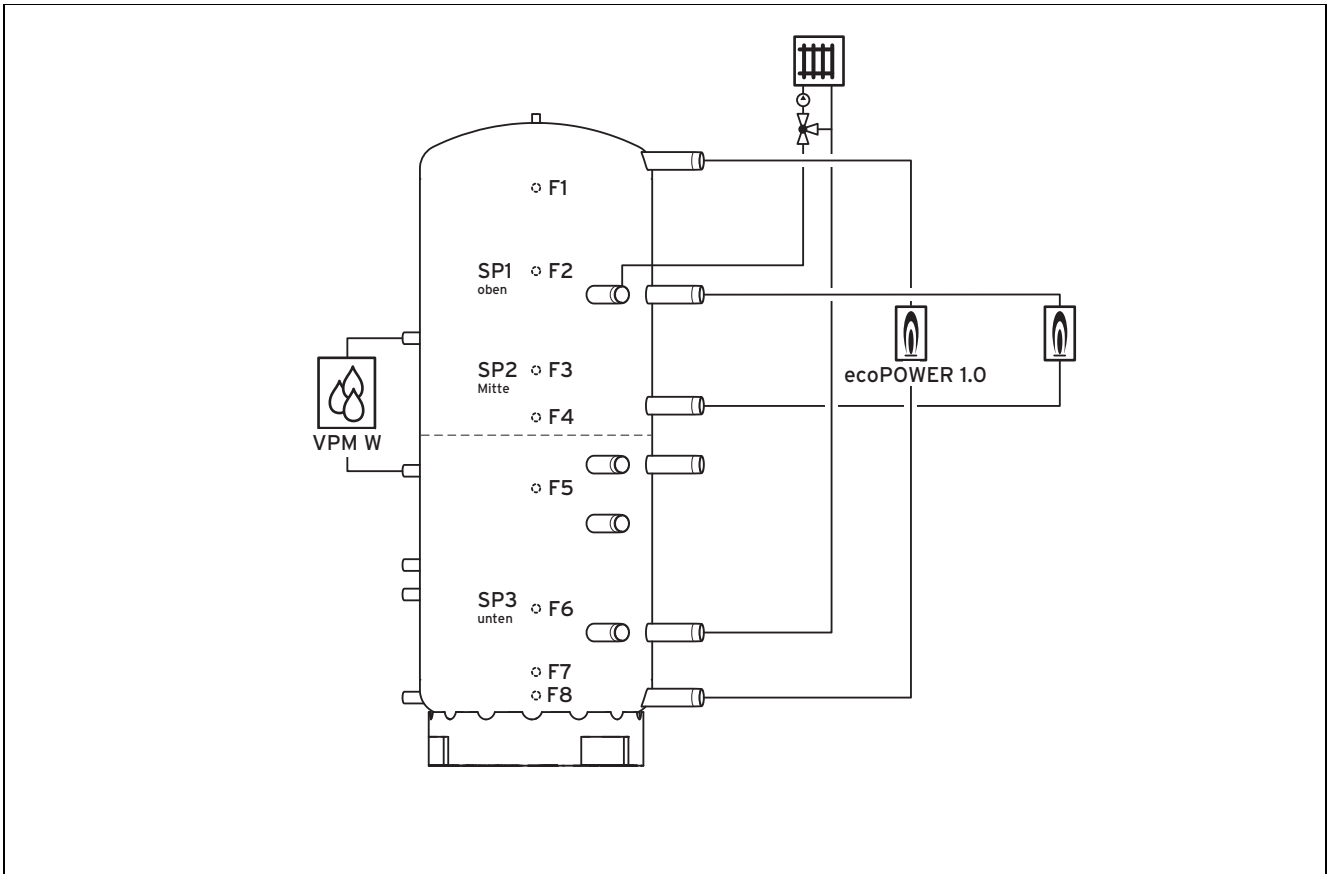 F1
SP1
oben
F2
SP2
Mitte
F3
ecoPOWER 1.0
F4
VPM W
F5
SP3
unten
F6
F7
F8